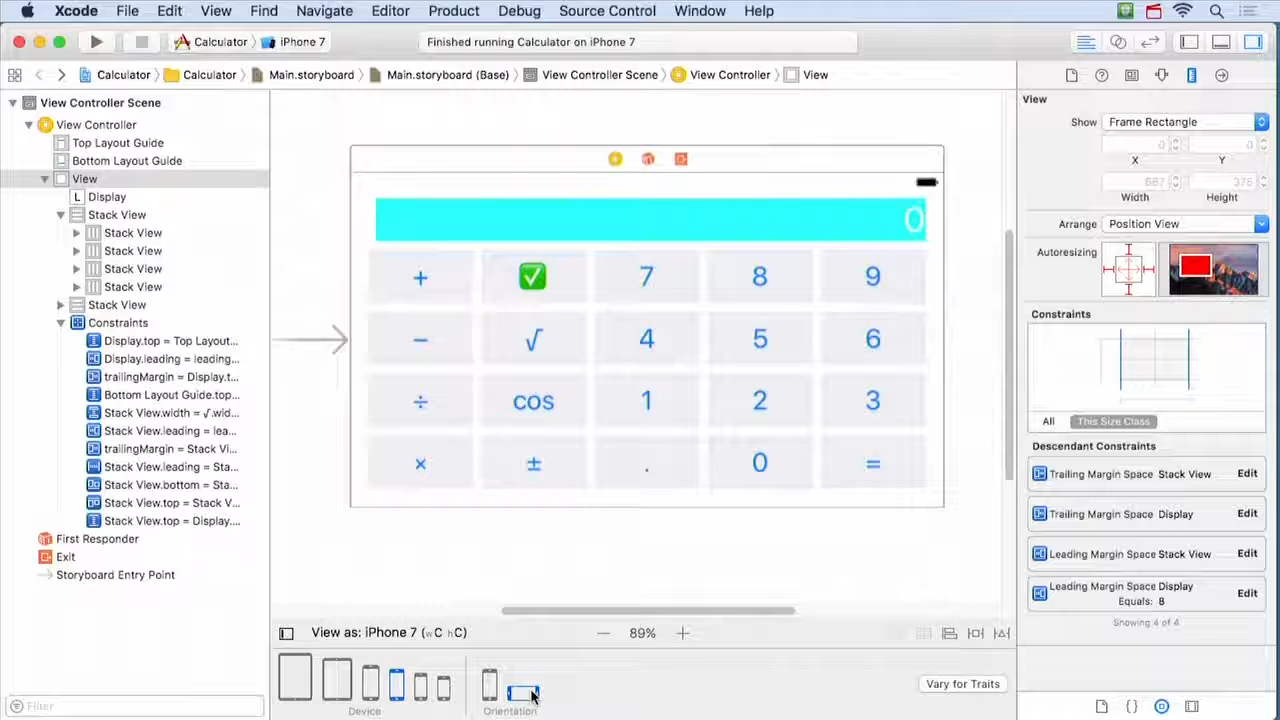 Xcode File Edit View Find Navigate Editor Product Debug Source Control Window Help
Calculator iPhone 7 Finished running Calculator on iPhone 7
Calculator Calculator Main.storyboard Main.storyboard (Base) View Controller Scene View Controller View
View Controller Scene
View Controller
Top Layout Guide
Bottom Layout Guide
View
L Display
Stack View
Stack View
Stack View
Stack View
Stack View
Stack View
Constraints
Display.top = Top Layout...
Display.leading = leading...
trailingMargin = Display.t...
Bottom Layout Guide.top...
Stack View.width = √.wid...
Stack View.leading = lea...
trailingMargin = Stack Vi...
Stack View.leading = Sta...
Stack View.bottom = Sta...
Stack View.top = Stack V...
Stack View.top = Display....
First Responder
Exit
Storyboard Entry Point
Filter
0
+ ✅ 7 8 9
− √ 4 5 6
÷ cos 1 2 3
× ± . 0 =
View as: iPhone 7 (wC hC) — 89% +
Device Orientation
Vary for Traits
View
Show Frame Rectangle
0 0
X Y
667 375
Width Height
Arrange Position View
Autoresizing
Constraints
All This Size Class
Descendant Constraints
Trailing Margin Space Stack View Edit
Trailing Margin Space Display Edit
Leading Margin Space Stack View Edit
Leading Margin Space Display Edit
Equals: 8
Showing 4 of 4